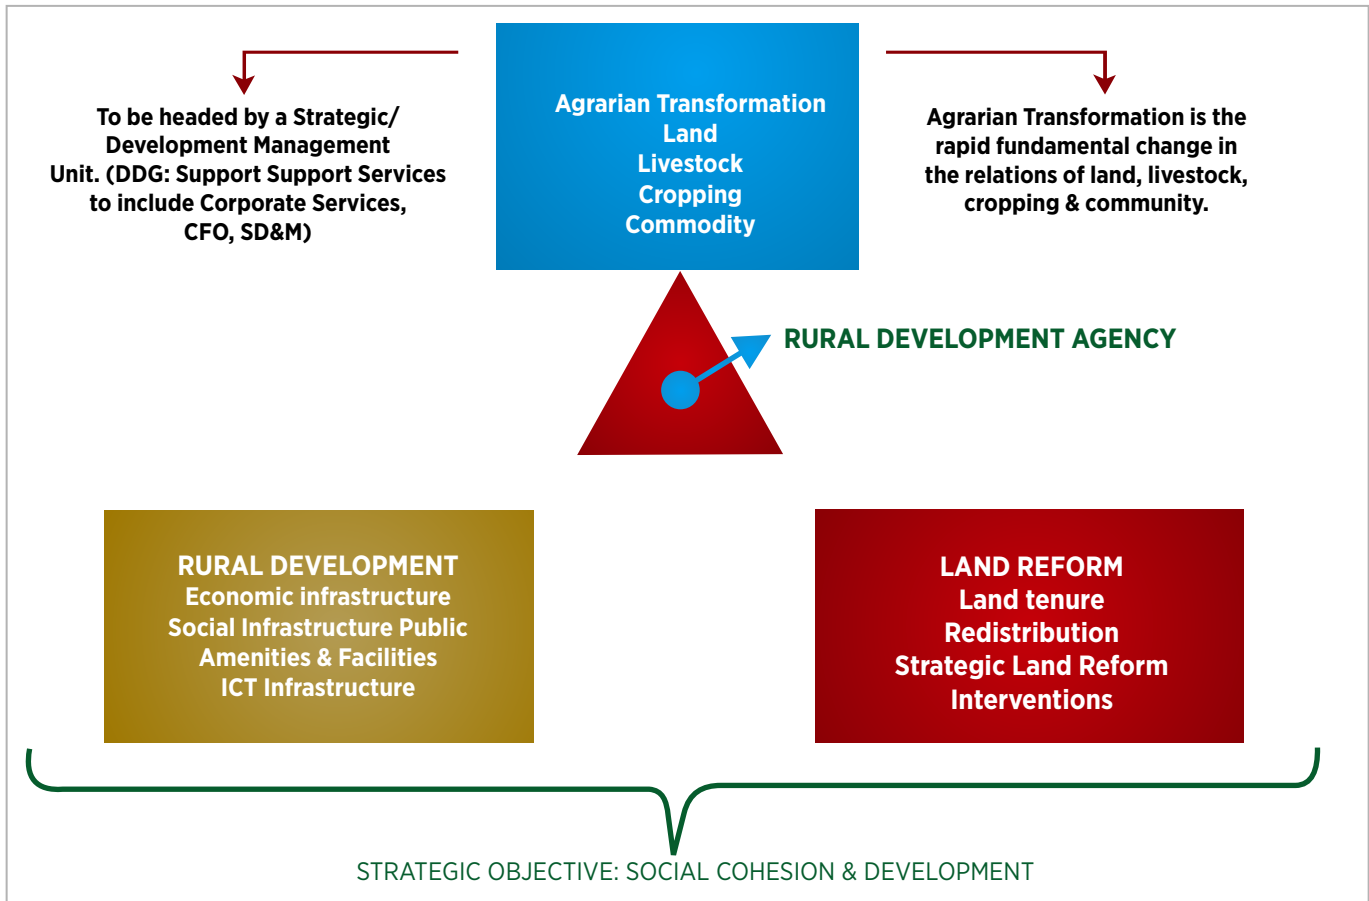 To be headed by a Strategic/
Development Management
Unit. (DDG: Support Support Services
to include Corporate Services,
CFO, SD&M)
Agrarian Transformation
Land
Livestock
Cropping
Commodity
Agrarian Transformation is the
rapid fundamental change in
the relations of land, livestock,
cropping & community.
RURAL DEVELOPMENT AGENCY
RURAL DEVELOPMENT
Economic infrastructure
Social Infrastructure Public
Amenities & Facilities
ICT Infrastructure
LAND REFORM
Land tenure
Redistribution
Strategic Land Reform
Interventions
STRATEGIC OBJECTIVE: SOCIAL COHESION & DEVELOPMENT